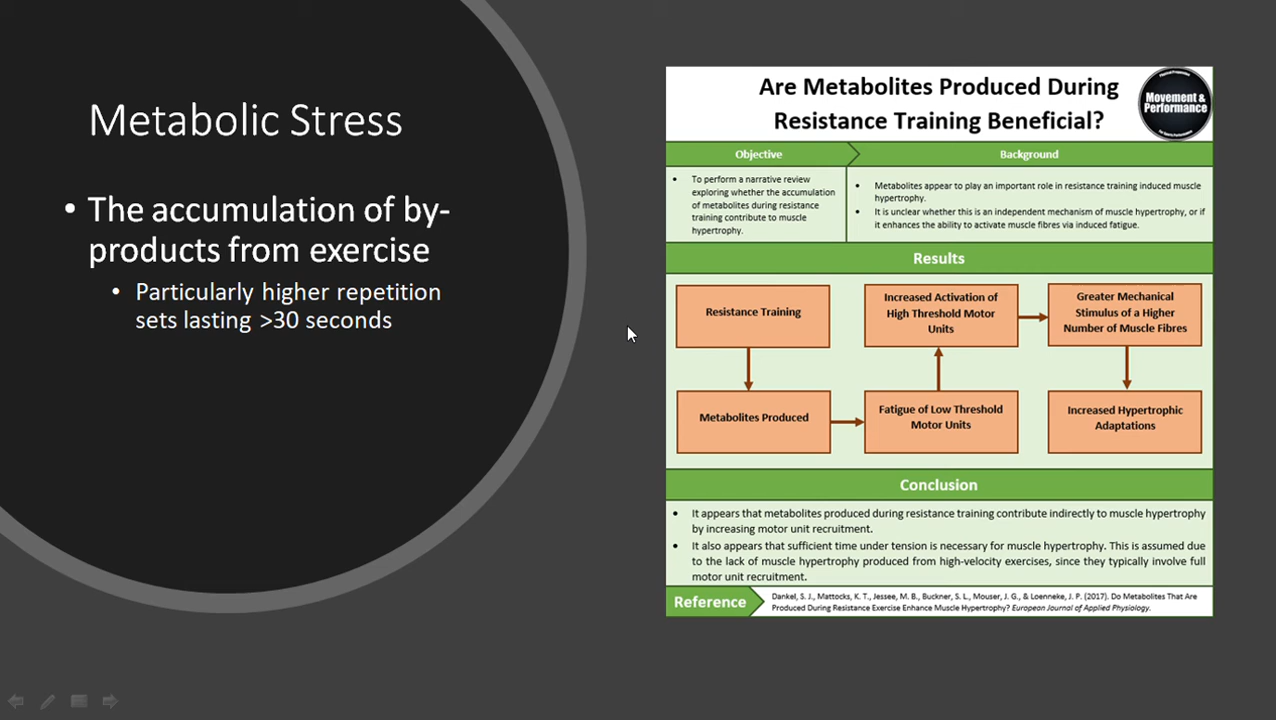 Metabolic Stress
• The accumulation of by-
products from exercise
• Particularly higher repetition
sets lasting >30 seconds
Are Metabolites Produced During
Resistance Training Beneficial?
Movement &
Performance
Objective
Background
• To perform a narrative review
exploring whether the accumulation
of metabolites during resistance
training contribute to muscle
hypertrophy.
• Metabolites appear to play an important role in resistance training induced muscle
hypertrophy.
• It is unclear whether this is an independent mechanism of muscle hypertrophy, or if
it enhances the ability to activate muscle fibres via induced fatigue.
Results
Resistance Training
Metabolites Produced
Fatigue of Low Threshold
Motor Units
Increased Activation of
High Threshold Motor
Units
Greater Mechanical
Stimulus of a Higher
Number of Muscle Fibres
Increased Hypertrophic
Adaptations
Conclusion
• It appears that metabolites produced during resistance training contribute indirectly to muscle hypertrophy
by increasing motor unit recruitment.
• It also appears that sufficient time under tension is necessary for muscle hypertrophy. This is assumed due
to the lack of muscle hypertrophy produced from high-velocity exercises, since they typically involve full
motor unit recruitment.
Reference
Dankel, S. J., Mattocks, K. T., Jessee, M. B., Buckner, S. L., Mouser, J. G., & Loenneke, J. P. (2017). Do Metabolites That Are
Produced During Resistance Exercise Enhance Muscle Hypertrophy? European Journal of Applied Physiology.